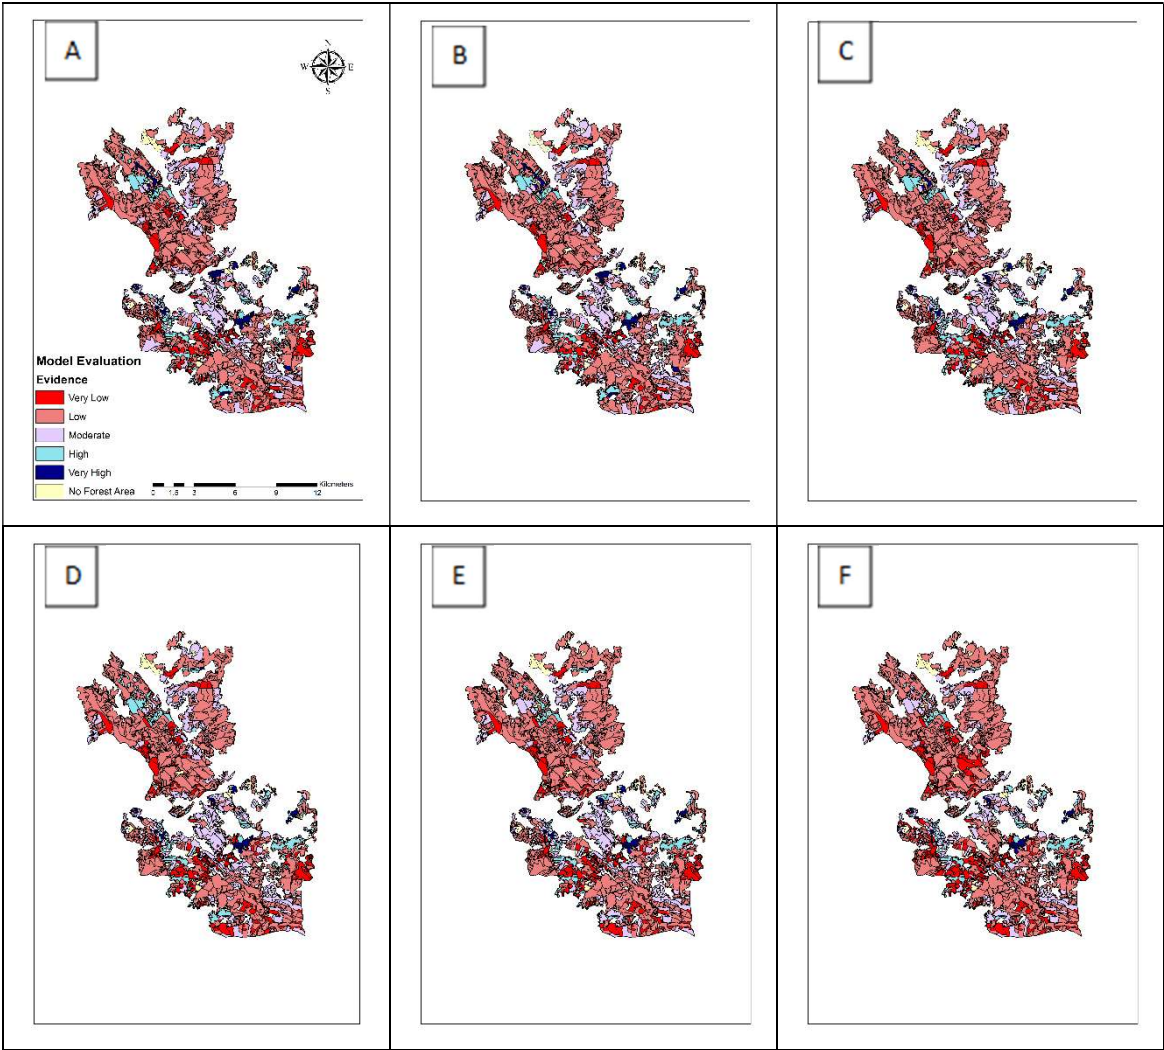 A
N
W E
S
Model Evaluation
Evidence
Very Low
Low
Moderate
High
Very High
No Forest Area
0 1.5 3 6 9 12 Kilometers
B
C
D
E
F